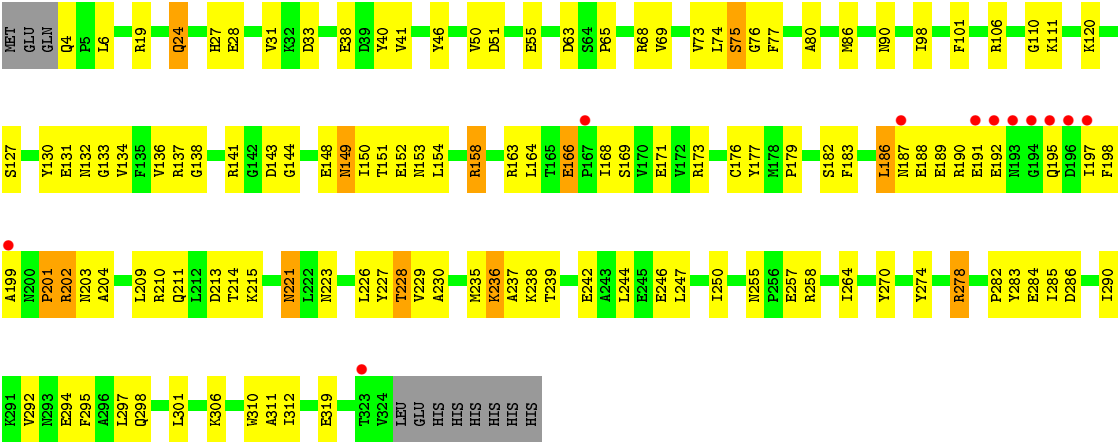 MET GLU GLN Q4 P5 L6 R19 Q24 H27 E28 V31 K32 D33 E38 D39 Y40 V41 Y46 V50 D51 E55 D63 S64 P65 R68 V69 V73 L74 S75 G76 F77 A80 M86 N90 I98 F101 R106 G110 K111 K120
S127 Y130 E131 N132 G133 V134 F135 V136 R137 G138 R141 G142 D143 G144 E148 N149 I150 T151 E152 N153 L154 R158 R163 L164 T165 E166 P167 I168 S169 V170 E171 V172 R173 C176 Y177 M178 P179 S182 F183 L186 N187 E188 E189 R190 E191 E192 N193 G194 Q195 D196 I197 F198
A199 N200 P201 R202 N203 A204 L209 R210 Q211 L212 D213 T214 K215 N221 L222 N223 L226 Y227 T228 V229 A230 M235 K236 A237 K238 T239 E242 A243 L244 E245 E246 L247 I250 N255 P256 E257 R258 I264 Y270 Y274 R278 P282 Y283 E284 I285 D286 I290
K291 V292 N293 E294 F295 A296 L297 Q298 L301 K306 W310 A311 I312 E319 T323 V324 LEU GLU HIS HIS HIS HIS HIS HIS